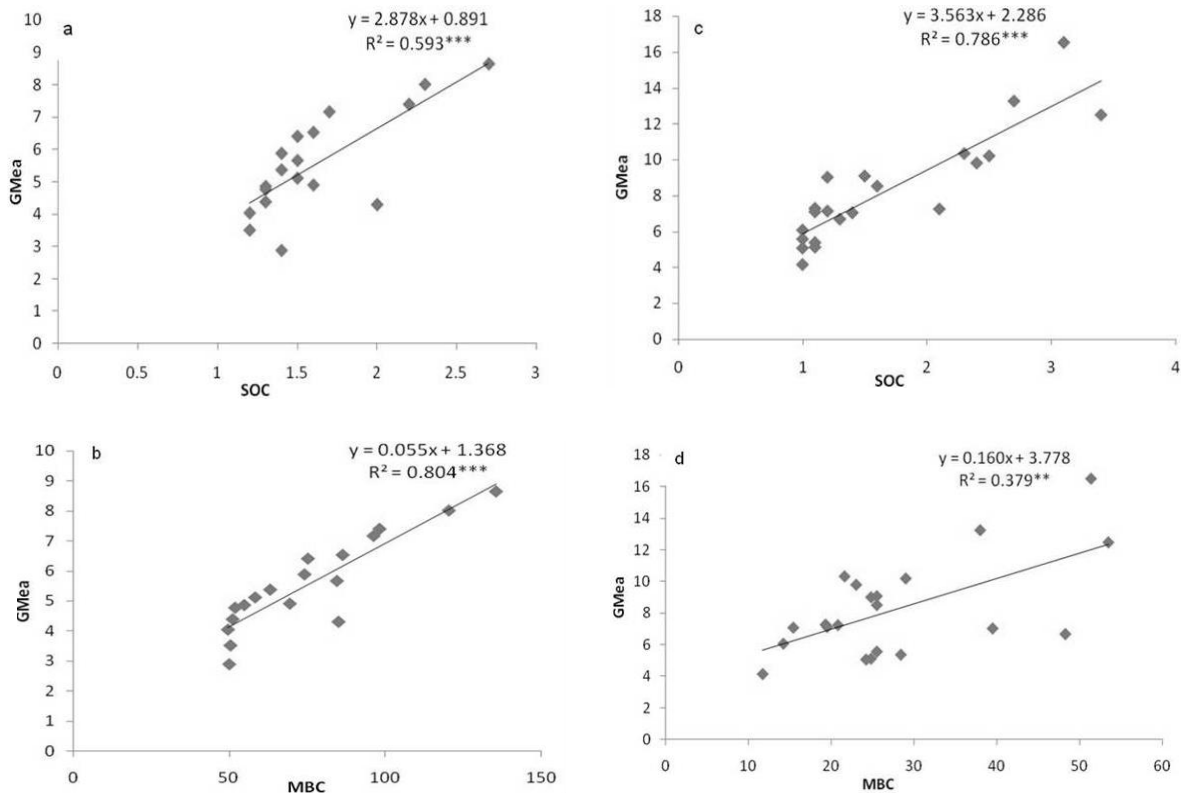 a
y = 2.878x + 0.891
R² = 0.593***
10
9
8
7
6
5
4
3
2
1
0
GMea
0 0.5 1 1.5 2 2.5 3
SOC
c
y = 3.563x + 2.286
R² = 0.786***
18
16
14
12
10
8
6
4
2
0
GMea
0 1 2 3 4
SOC
b
y = 0.055x + 1.368
R² = 0.804***
10
9
8
7
6
5
4
3
2
1
0
GMea
0 50 100 150
MBC
d
y = 0.160x + 3.778
R² = 0.379**
18
16
14
12
10
8
6
4
2
0
GMea
0 10 20 30 40 50 60
MBC